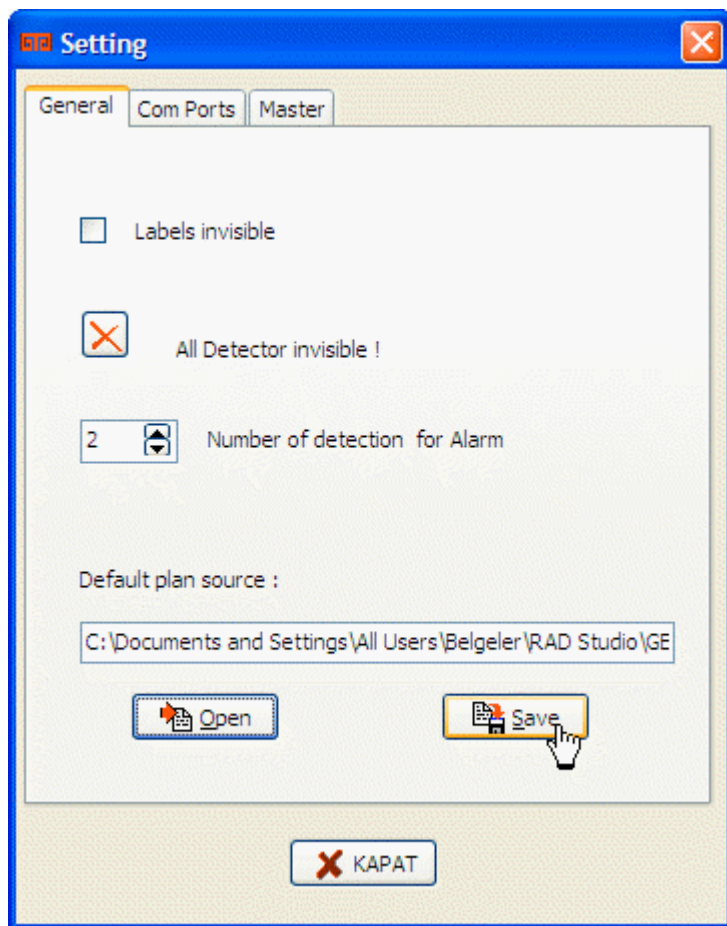 GTA Setting
General Com Ports Master
Labels invisible
All Detector invisible !
2 Number of detection for Alarm
Default plan source :
C:\Documents and Settings\All Users\Belgeler\RAD Studio\GE
Open Save
KAPAT